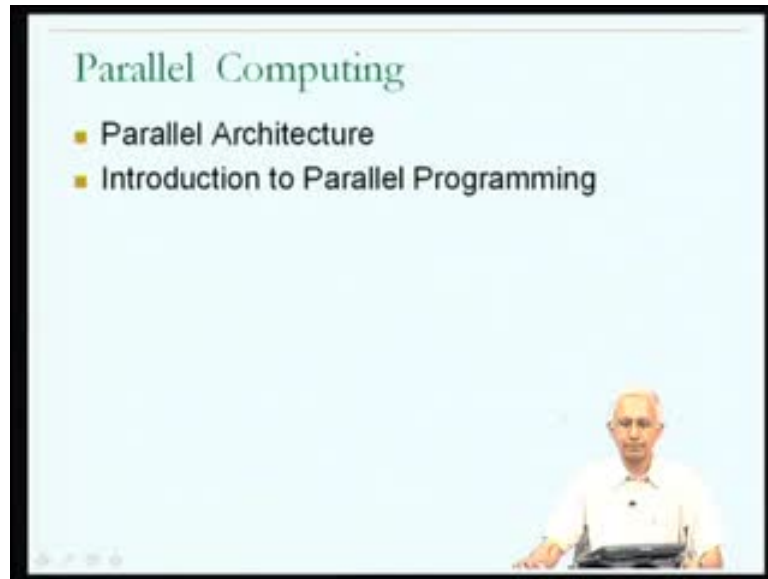 Parallel Computing
Parallel Architecture
Introduction to Parallel Programming